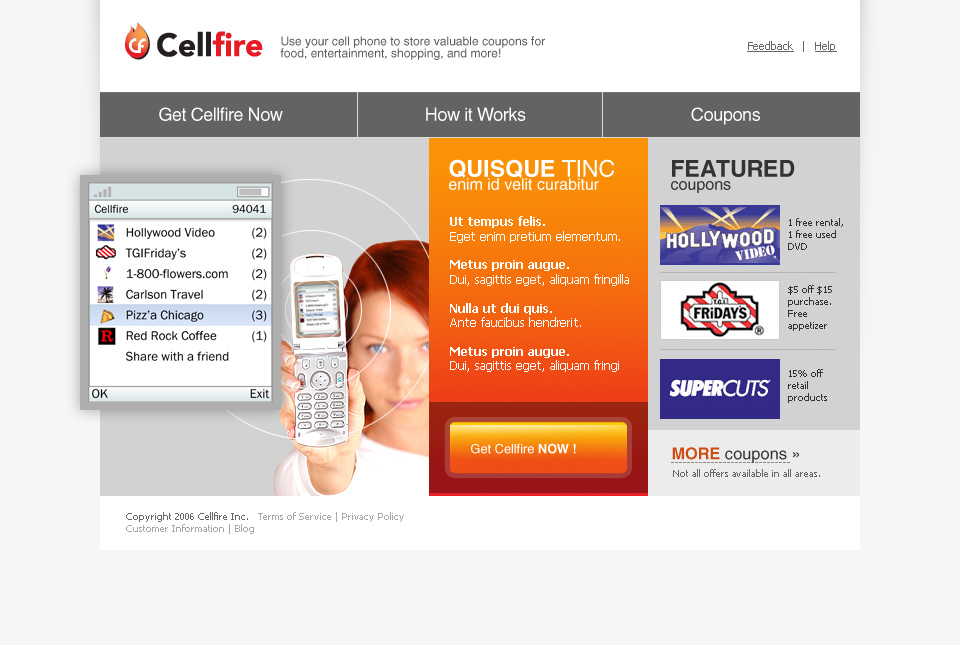 CF Cellfire
Use your cell phone to store valuable coupons for
food, entertainment, shopping, and more!
Feedback | Help
Get Cellfire Now
How it Works
Coupons
Cellfire 94041
Hollywood Video (2)
TGIFriday's (2)
1-800-flowers.com (2)
Carlson Travel (2)
Pizz'a Chicago (3)
R Red Rock Coffee (1)
Share with a friend
OK Exit
QUISQUE TINC
enim id velit curabitur
Ut tempus felis.
Eget enim pretium elementum.
Metus proin augue.
Dui, sagittis eget, aliquam fringilla
Nulla ut dui quis.
Ante faucibus hendrerit.
Metus proin augue.
Dui, sagittis eget, aliquam fringi
Get Cellfire NOW !
FEATURED
coupons
HOLLYWOOD
VIDEO
1 free rental,
1 free used
DVD
T.G.I.
FRiDAYS
®
$5 off $15
purchase.
Free
appetizer
SUPERCUTS
15% off
retail
products
MORE coupons »
Not all offers available in all areas.
Copyright 2006 Cellfire Inc. Terms of Service | Privacy Policy
Customer Information | Blog